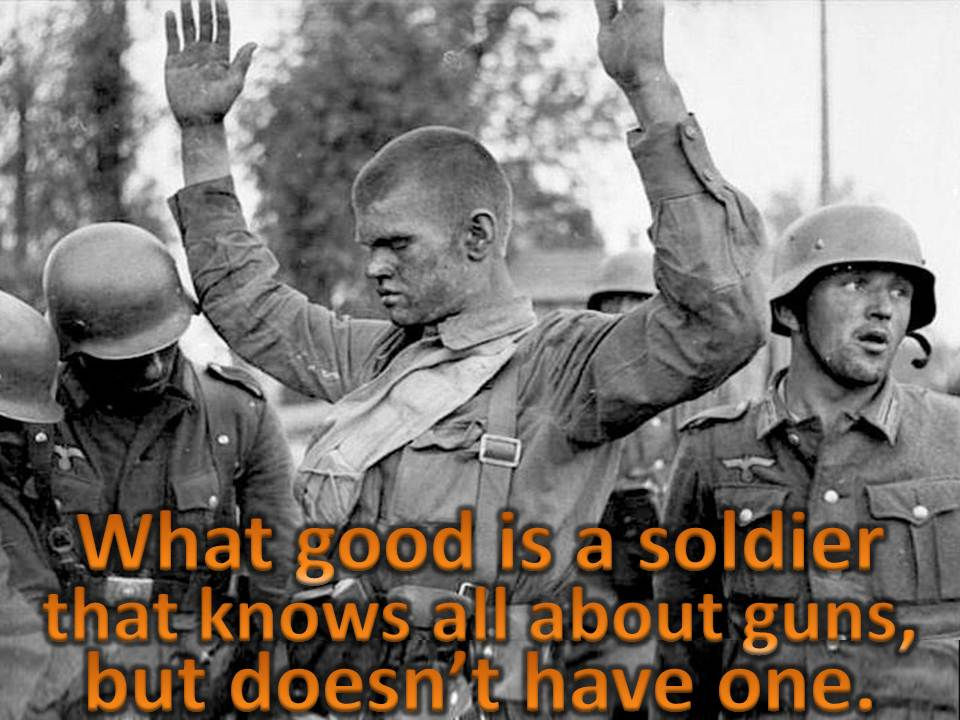 What good is a soldier
that knows all about guns,
but doesn't have one.